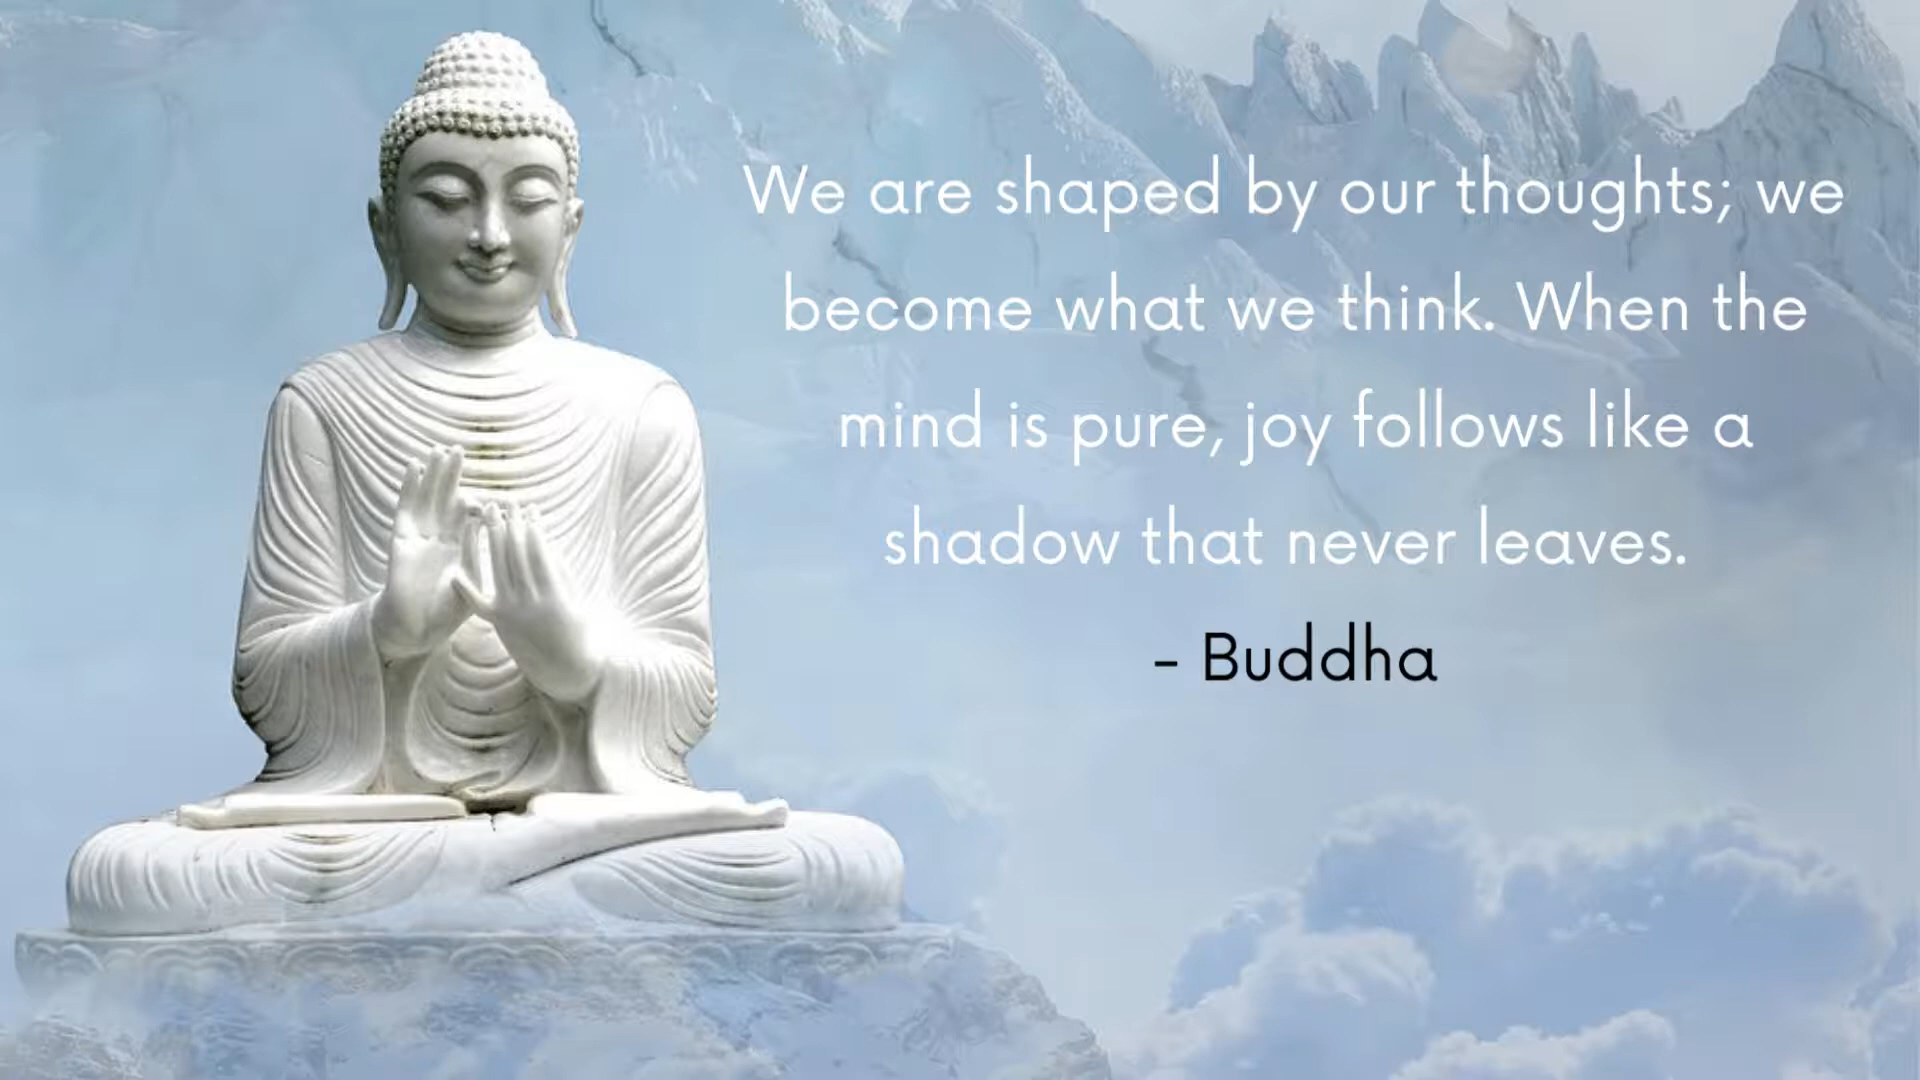 We are shaped by our thoughts; we
become what we think. When the
mind is pure, joy follows like a
shadow that never leaves.
- Buddha